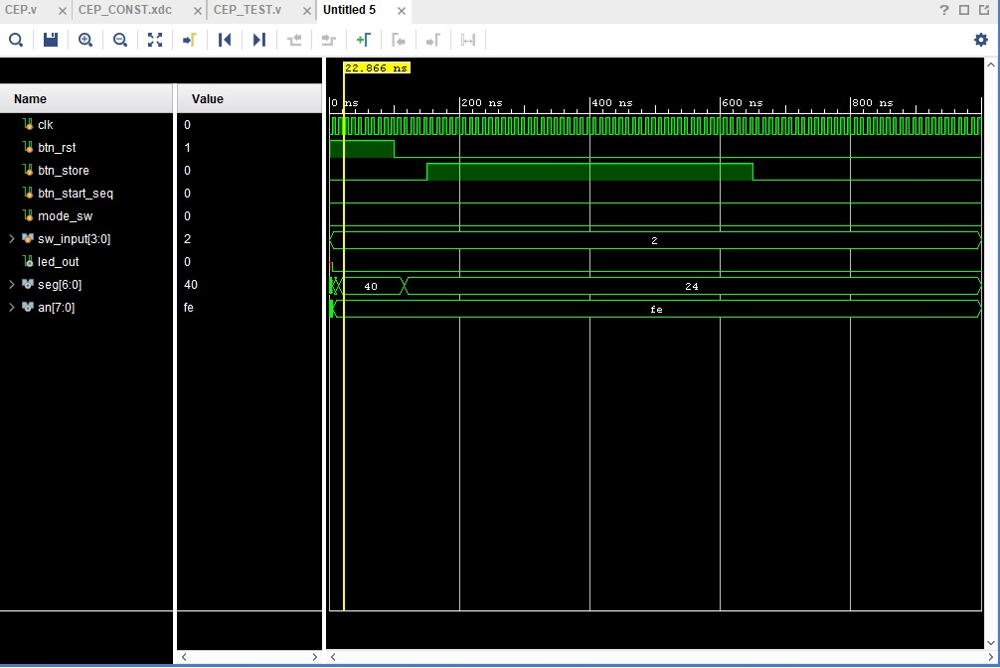 CEP.v CEP_CONST.xdc CEP_TEST.v Untitled 5
22.866 ns
Name Value
0 ns 200 ns 400 ns 600 ns 800 ns
clk 0
btn_rst 1
btn_store 0
btn_start_seq 0
mode_sw 0
sw_input[3:0] 2 2
led_out 0
seg[6:0] 40 40 24
an[7:0] fe fe